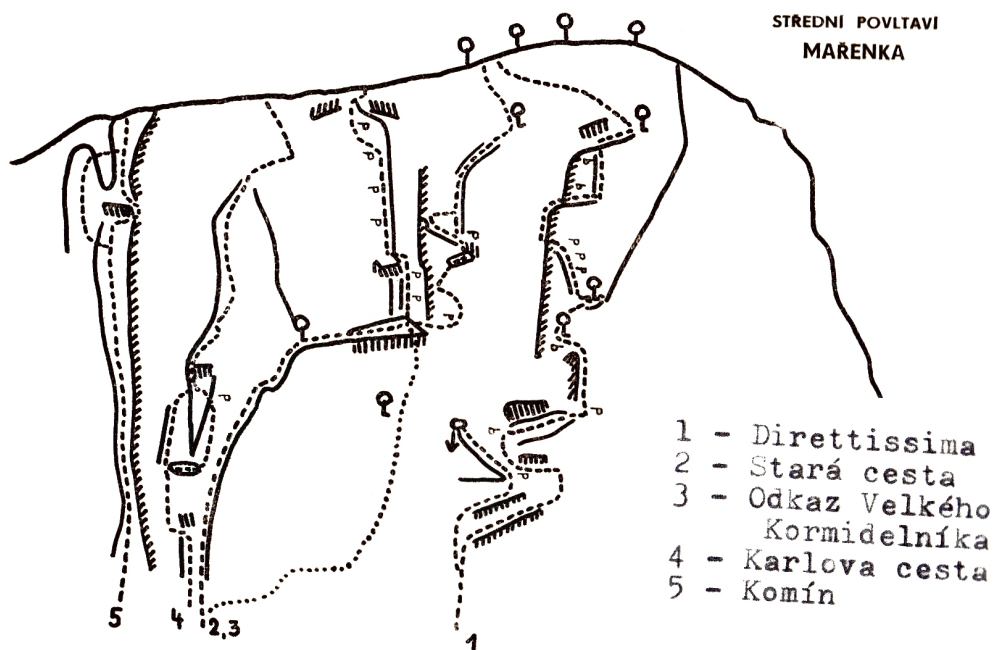 STŘEDNÍ POVLTAVÍ
MAŘENKA
1 - Direttissima
2 - Stará cesta
3 - Odkaz Velkého
Kormidelníka
4 - Karlova cesta
5 - Komín
5
4
2,3
1